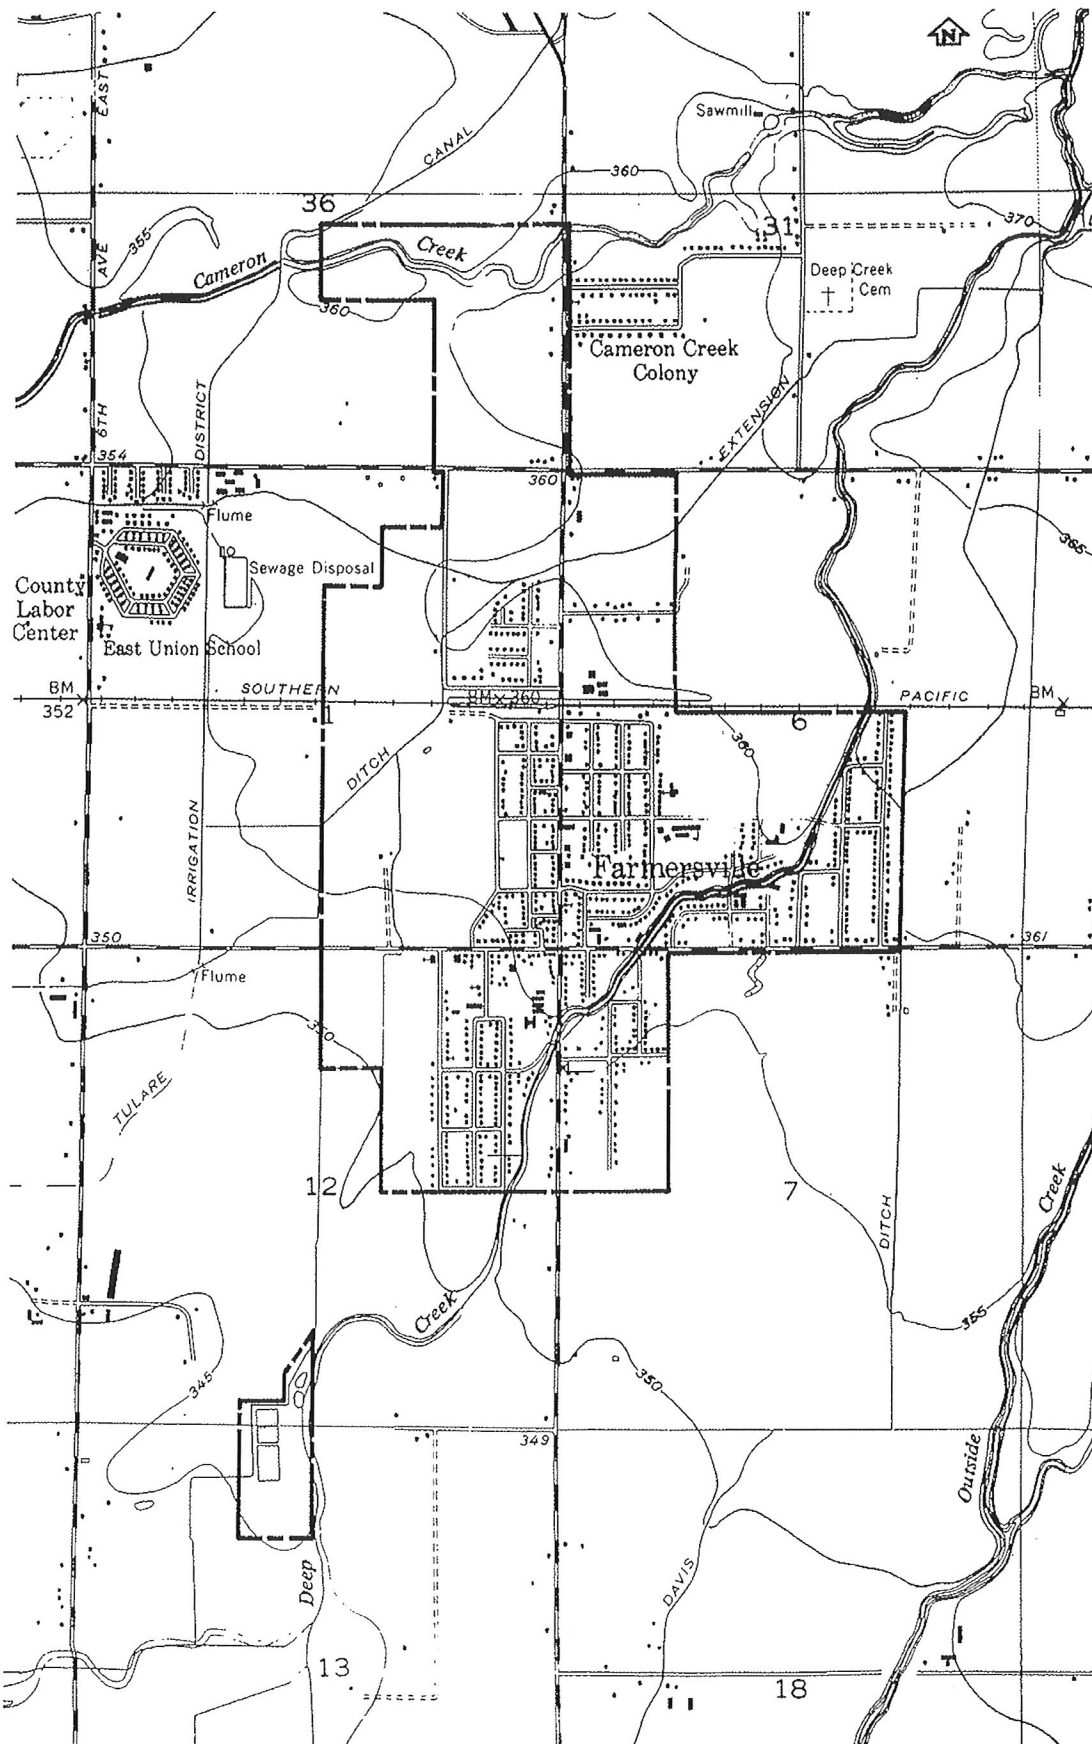 N
EAST
Sawmill
CANAL
360
36
370
31
355
AVE
Creek
Cameron
Deep Creek
Cem
360
Cameron Creek
Colony
DISTRICT
EXTENSION
6TH
354
360
Flume
365
Sewage Disposal
County
Labor
Center
East Union School
BM
352
SOUTHERN
BM × 360
PACIFIC
BM
1
6
360
DITCH
IRRIGATION
Farmersville
350
361
Flume
350
TULARE
12
7
Creek
DITCH
Creek
355
345
350
349
Outside
Deep
DAVIS
13
18